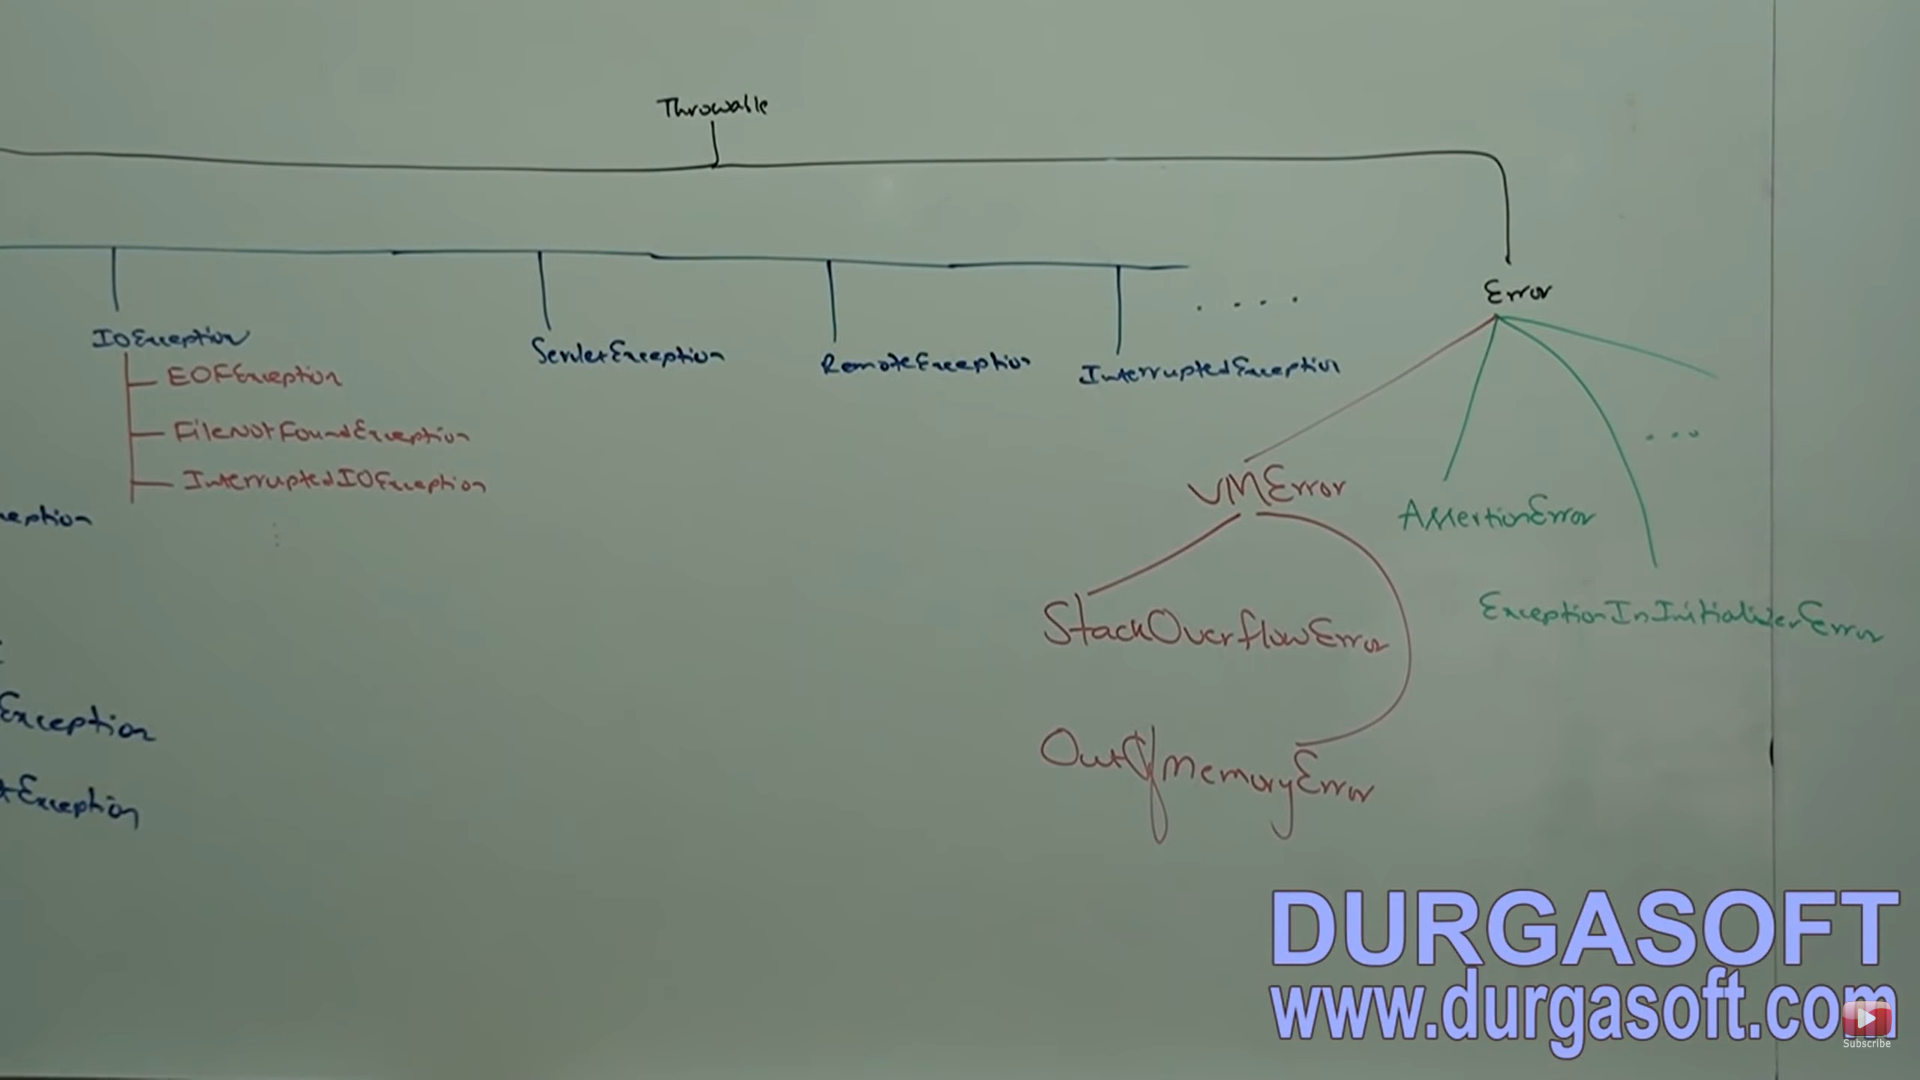 Throwable
Error
IOException
ServletException
RemoteException
InterruptedException
. . . .
EOFException
FileNotFoundException
InterruptedIOException
VMError
AssertionError
. . .
ception
ExceptionInInitializerError
StackOverflowError
Exception
OutOfMemoryError
tException
DURGASOFT
www.durgasoft.com
Subscribe